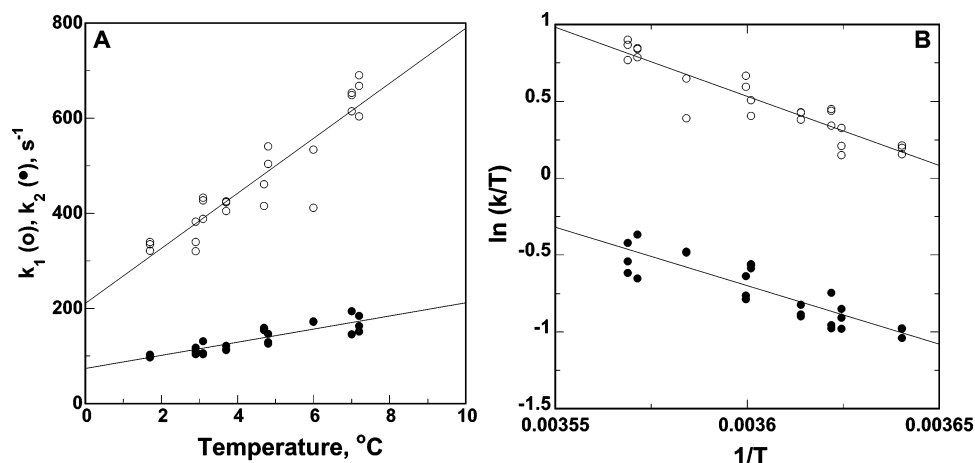 A
800
600
400
200
0
0 2 4 6 8 10
Temperature, °C
k₁ (o), k₂ (•), s⁻¹
B
1
0.5
0
-0.5
-1
-1.5
0.00355 0.0036 0.00365
1/T
ln (k/T)